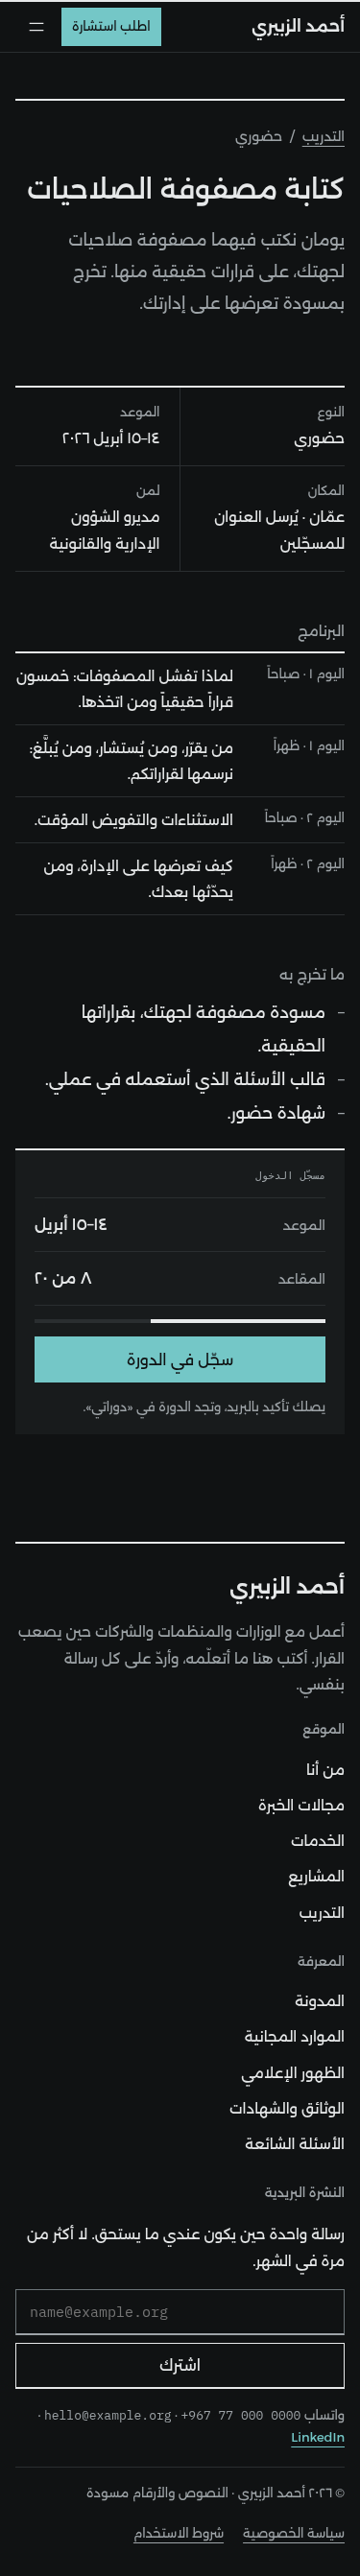 أحمد الزبيري
اطلب استشارة
التدريب / حضوري
كتابة مصفوفة الصلاحيات
يومان نكتب فيهما مصفوفة صلاحيات
لجهتك، على قرارات حقيقية منها. تخرج
بمسودة تعرضها على إدارتك.
النوع
حضوري
الموعد
١٤–١٥ أبريل ٢٠٢٦
المكان
عمّان · يُرسل العنوان
للمسجّلين
لمن
مديرو الشؤون
الإدارية والقانونية
البرنامج
اليوم ١ · صباحاً
لماذا تفشل المصفوفات: خمسون
قراراً حقيقياً ومن اتخذها.
اليوم ١ · ظهراً
من يقرّر، ومن يُستشار، ومن يُبلَّغ:
نرسمها لقراراتكم.
اليوم ٢ · صباحاً
الاستثناءات والتفويض المؤقت.
اليوم ٢ · ظهراً
كيف تعرضها على الإدارة، ومن
يحدّثها بعدك.
ما تخرج به
– مسودة مصفوفة لجهتك، بقراراتها
الحقيقية.
– قالب الأسئلة الذي أستعمله في عملي.
– شهادة حضور.
مسجّل الدخول
الموعد
١٤–١٥ أبريل
المقاعد
٨ من ٢٠
سجّل في الدورة
يصلك تأكيد بالبريد، وتجد الدورة في «دوراتي».
أحمد الزبيري
أعمل مع الوزارات والمنظمات والشركات حين يصعب
القرار. أكتب هنا ما أتعلّمه، وأردّ على كل رسالة
بنفسي.
الموقع
من أنا
مجالات الخبرة
الخدمات
المشاريع
التدريب
المعرفة
المدونة
الموارد المجانية
الظهور الإعلامي
الوثائق والشهادات
الأسئلة الشائعة
النشرة البريدية
رسالة واحدة حين يكون عندي ما يستحق. لا أكثر من
مرة في الشهر.
name@example.org
اشترك
واتساب +967 77 000 0000 · hello@example.org ·
LinkedIn
© ٢٠٢٦ أحمد الزبيري · النصوص والأرقام مسودة
سياسة الخصوصية
شروط الاستخدام